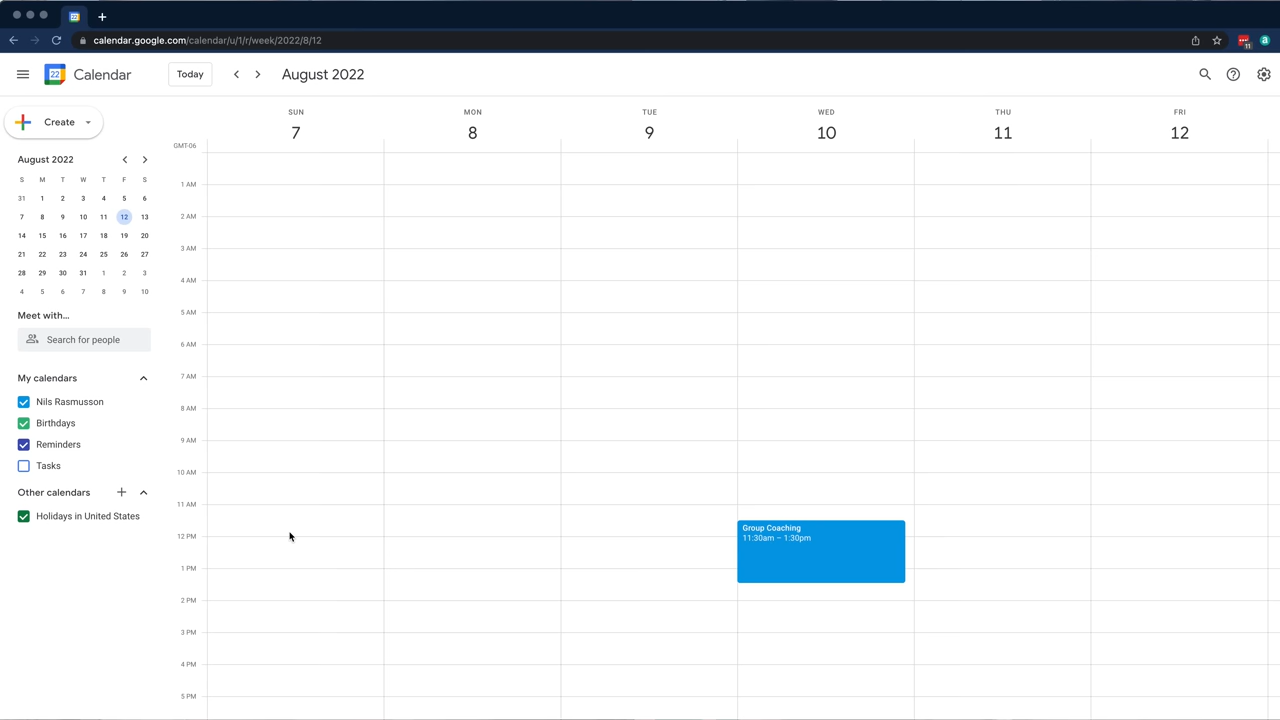 22
calendar.google.com/calendar/u/1/r/week/2022/8/12
11
a
22 Calendar
Today
August 2022
Create
August 2022
S M T W T F S
31 1 2 3 4 5 6
7 8 9 10 11 12 13
14 15 16 17 18 19 20
21 22 23 24 25 26 27
28 29 30 31 1 2 3
4 5 6 7 8 9 10
Meet with...
Search for people
My calendars
Nils Rasmusson
Birthdays
Reminders
Tasks
Other calendars
Holidays in United States
SUN MON TUE WED THU FRI
7 8 9 10 11 12
GMT-06
1 AM
2 AM
3 AM
4 AM
5 AM
6 AM
7 AM
8 AM
9 AM
10 AM
11 AM
12 PM
1 PM
2 PM
3 PM
4 PM
5 PM
Group Coaching
11:30am – 1:30pm